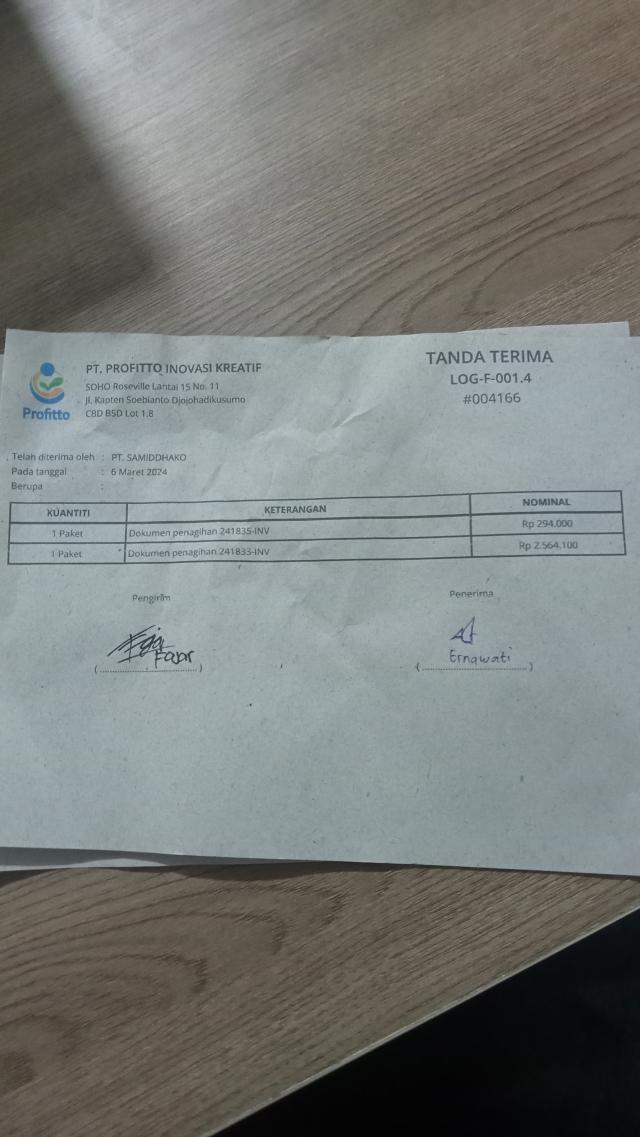 PT. PROFITTO INOVASI KREATIF
SOHO Roseville Lantai 15 No. 11
Jl. Kapten Soebianto Djojohadikusumo
CBD BSD Lot 1.8
Profitto
TANDA TERIMA
LOG-F-001.4
#004166
Telah diterima oleh : PT. SAMIDDHAKO
Pada tanggal : 6 Maret 2024
Berupa :
KUANTITI KETERANGAN NOMINAL
1 Paket Dokumen penagihan 241835-INV Rp 294.000
1 Paket Dokumen penagihan 241833-INV Rp 2.564.100
Pengirim Penerima
Fajar Ernawati
(....................) (....................)